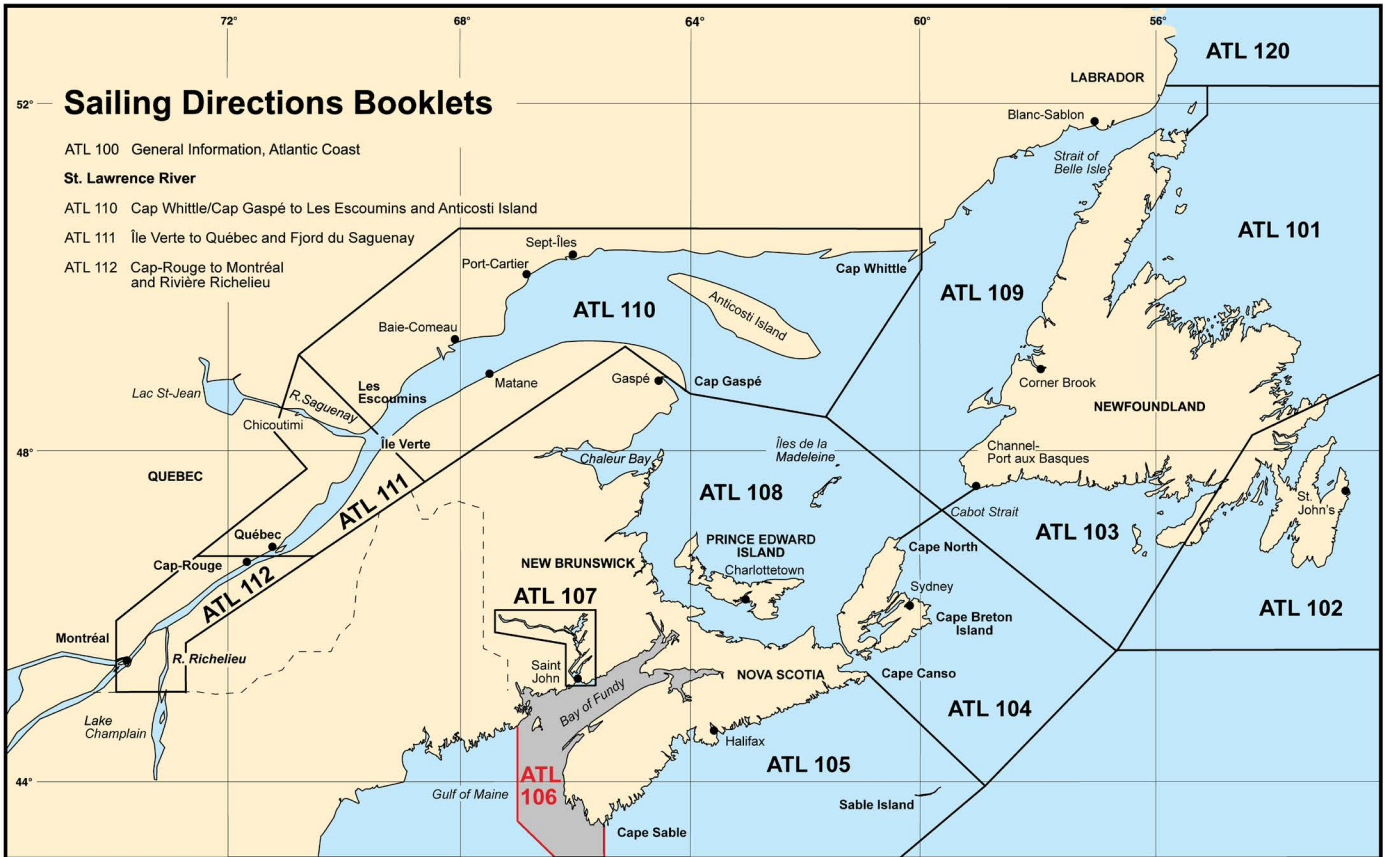 72° 68° 64° 60° 56°
ATL 120
LABRADOR
52°
Sailing Directions Booklets
Blanc-Sablon
ATL 100 General Information, Atlantic Coast
Strait of
Belle Isle
St. Lawrence River
ATL 110 Cap Whittle/Cap Gaspé to Les Escoumins and Anticosti Island
ATL 111 Île Verte to Québec and Fjord du Saguenay
ATL 112 Cap-Rouge to Montréal
and Rivière Richelieu
ATL 101
Sept-Îles
Port-Cartier
Cap Whittle
ATL 109
ATL 110
Anticosti Island
Baie-Comeau
Matane
Gaspé
Cap Gaspé
Corner Brook
Lac St-Jean
R.Saguenay
Les
Escoumins
Chicoutimi
NEWFOUNDLAND
Île Verte
48°
Chaleur Bay
Îles de la
Madeleine
Channel-
Port aux Basques
QUEBEC
ATL 111
ATL 108
St.
John's
Cabot Strait
Québec
ATL 103
Cap-Rouge
PRINCE EDWARD
ISLAND
Cape North
NEW BRUNSWICK
Charlottetown
ATL 112
ATL 107
Sydney
ATL 102
Cape Breton
Island
Montréal
R. Richelieu
Saint
John
NOVA SCOTIA
Cape Canso
Bay of Fundy
ATL 104
Lake
Champlain
Halifax
ATL 105
44°
ATL
106
Gulf of Maine
Sable Island
Cape Sable